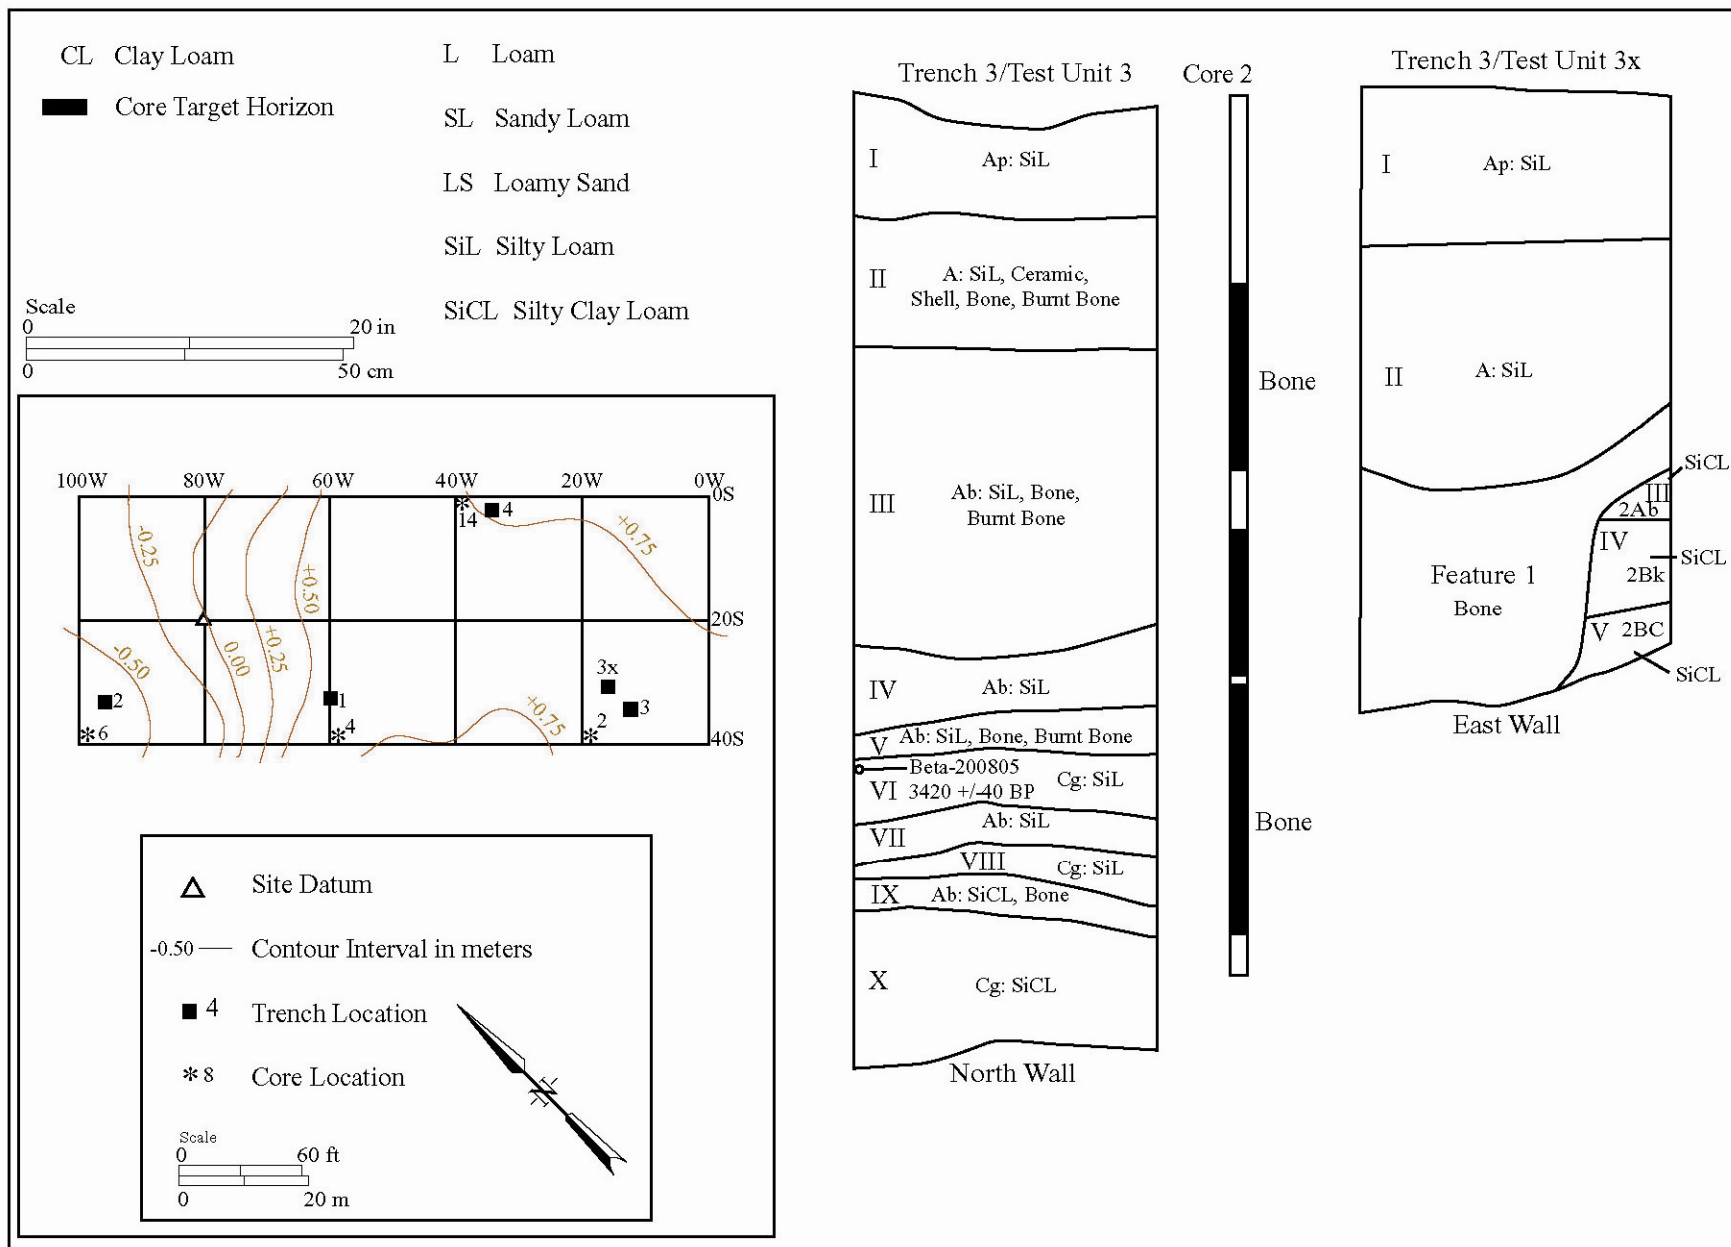 CL Clay Loam
Core Target Horizon
L Loam
SL Sandy Loam
LS Loamy Sand
SiL Silty Loam
SiCL Silty Clay Loam
Scale
0 20 in
0 50 cm
100W 80W 60W 40W 20W 0W
0S
20S
40S
-0.25
+0.50
+0.75
-0.50
0.00
+0.25
+0.75
14
4
3x
2
1
3
6
4
2
Site Datum
-0.50 Contour Interval in meters
4 Trench Location
8 Core Location
N
Scale
0 60 ft
0 20 m
Trench 3/Test Unit 3
I Ap: SiL
II A: SiL, Ceramic,
Shell, Bone, Burnt Bone
III Ab: SiL, Bone,
Burnt Bone
IV Ab: SiL
V Ab: SiL, Bone, Burnt Bone
Beta-200805
3420 +/-40 BP
VI Cg: SiL
VII Ab: SiL
VIII Cg: SiL
IX Ab: SiCL, Bone
X Cg: SiCL
North Wall
Core 2
Bone
Bone
Trench 3/Test Unit 3x
I Ap: SiL
II A: SiL
SiCL
III
2Ab
IV
SiCL
2Bk
Feature 1
Bone
V 2BC
SiCL
East Wall